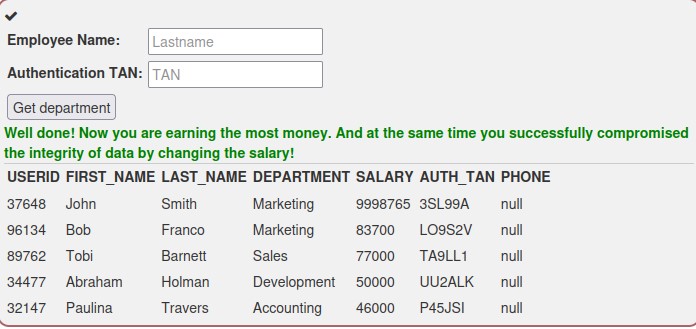 Employee Name: Lastname
Authentication TAN: TAN
Get department
Well done! Now you are earning the most money. And at the same time you successfully compromised
the integrity of data by changing the salary!
USERID FIRST_NAME LAST_NAME DEPARTMENT SALARY AUTH_TAN PHONE
37648 John Smith Marketing 9998765 3SL99A null
96134 Bob Franco Marketing 83700 LO9S2V null
89762 Tobi Barnett Sales 77000 TA9LL1 null
34477 Abraham Holman Development 50000 UU2ALK null
32147 Paulina Travers Accounting 46000 P45JSI null